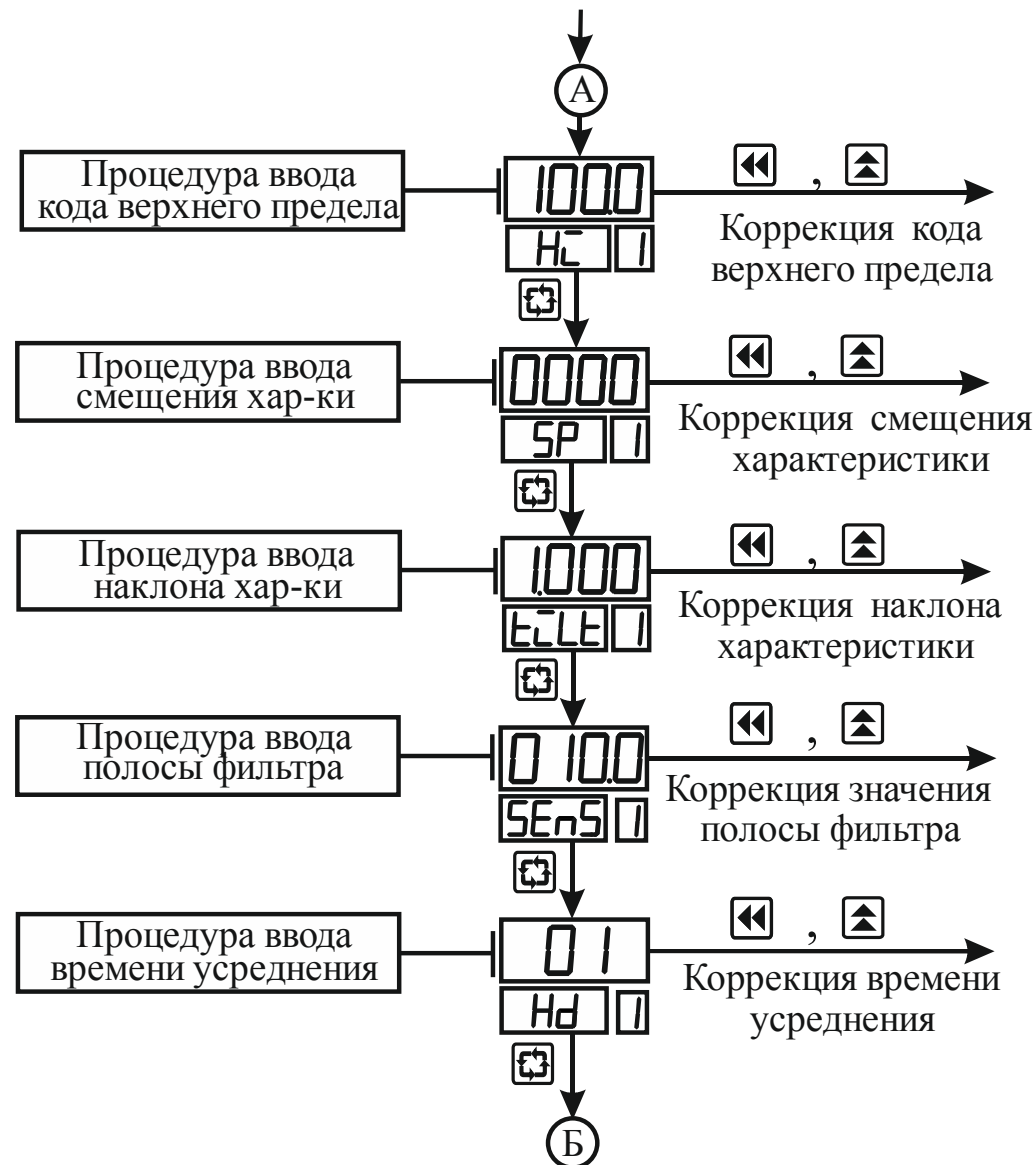 А
Процедура ввода
кода верхнего предела
100.0
Hi 1
,
Коррекция кода
верхнего предела
Процедура ввода
смещения хар-ки
0000
SP 1
,
Коррекция смещения
характеристики
Процедура ввода
наклона хар-ки
1.000
tiLt 1
,
Коррекция наклона
характеристики
Процедура ввода
полосы фильтра
010.0
SEnS 1
,
Коррекция значения
полосы фильтра
Процедура ввода
времени усреднения
01
Hd 1
,
Коррекция времени
усреднения
Б